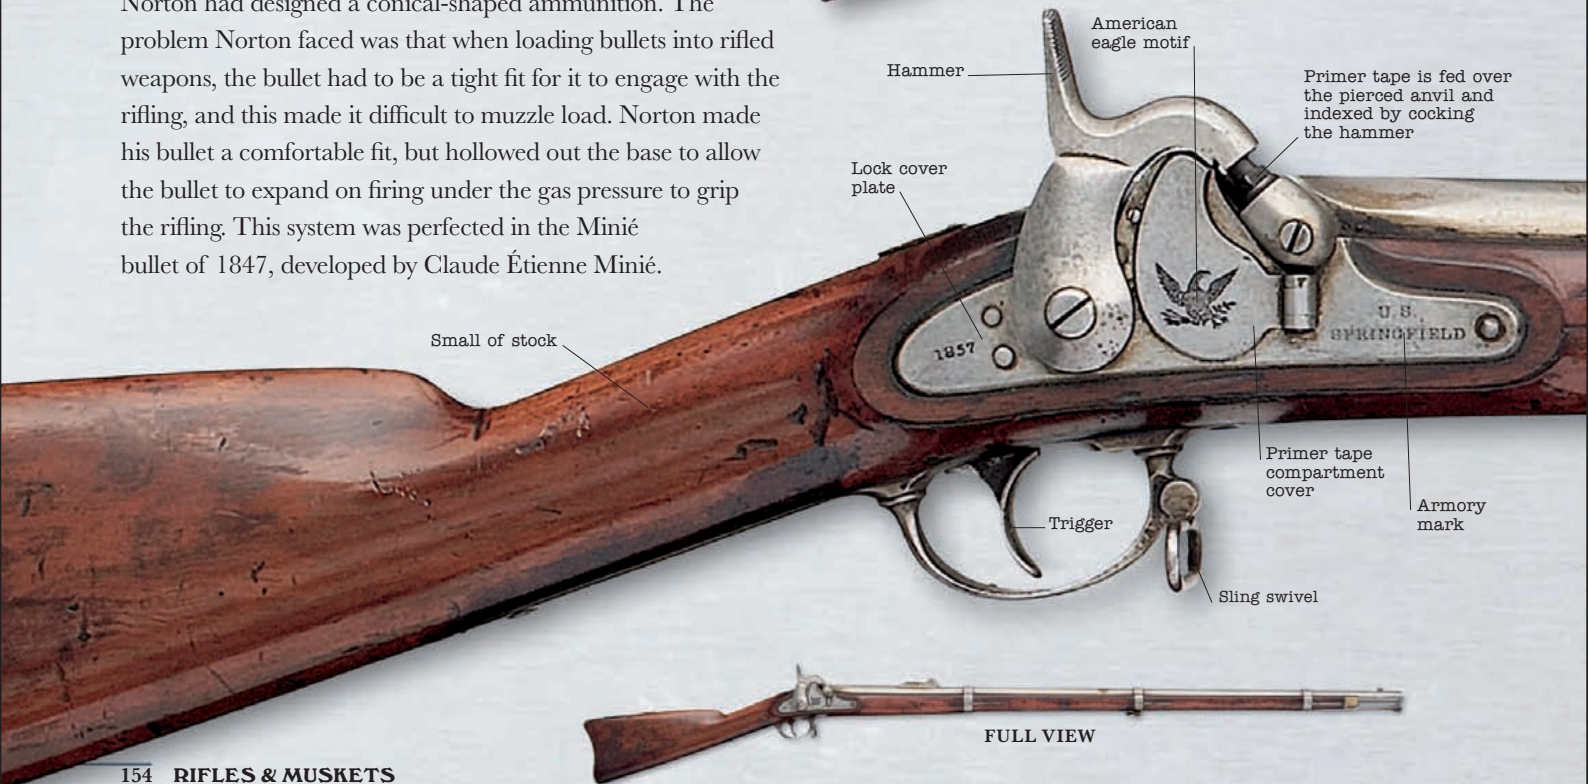 Norton had designed a conical-shaped ammunition. The
problem Norton faced was that when loading bullets into rifled
weapons, the bullet had to be a tight fit for it to engage with the
rifling, and this made it difficult to muzzle load. Norton made
his bullet a comfortable fit, but hollowed out the base to allow
the bullet to expand on firing under the gas pressure to grip
the rifling. This system was perfected in the Minié
bullet of 1847, developed by Claude Étienne Minié.
American
eagle motif
Hammer
Primer tape is fed over
the pierced anvil and
indexed by cocking
the hammer
Lock cover
plate
Small of stock
1857
U.S.
SPRINGFIELD
Primer tape
compartment
cover
Armory
mark
Trigger
Sling swivel
FULL VIEW
154 RIFLES & MUSKETS